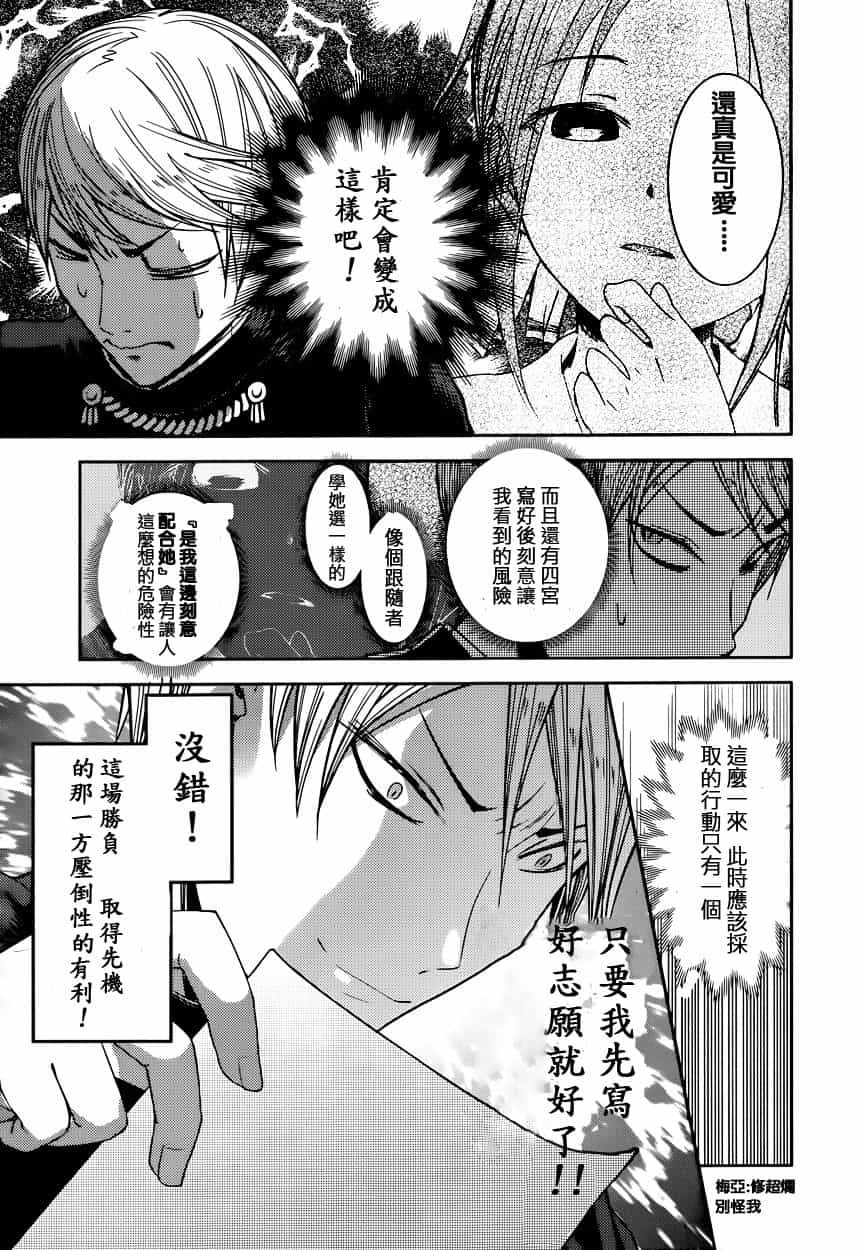 還真是可愛……
肯定會變成
這樣吧！
而且還有四宮
寫好後刻意讓
我看到的風險
像個跟隨者
學她選一樣的
『是我這邊刻意
配合她』會有讓人
這麼想的危險性
這麼一來 此時應該採
取的行動只有一個
只要我先寫
好志願就好了!!
沒錯！
這場勝負 取得先機
的那一方壓倒性的有利！
梅亞:修超爛
別怪我